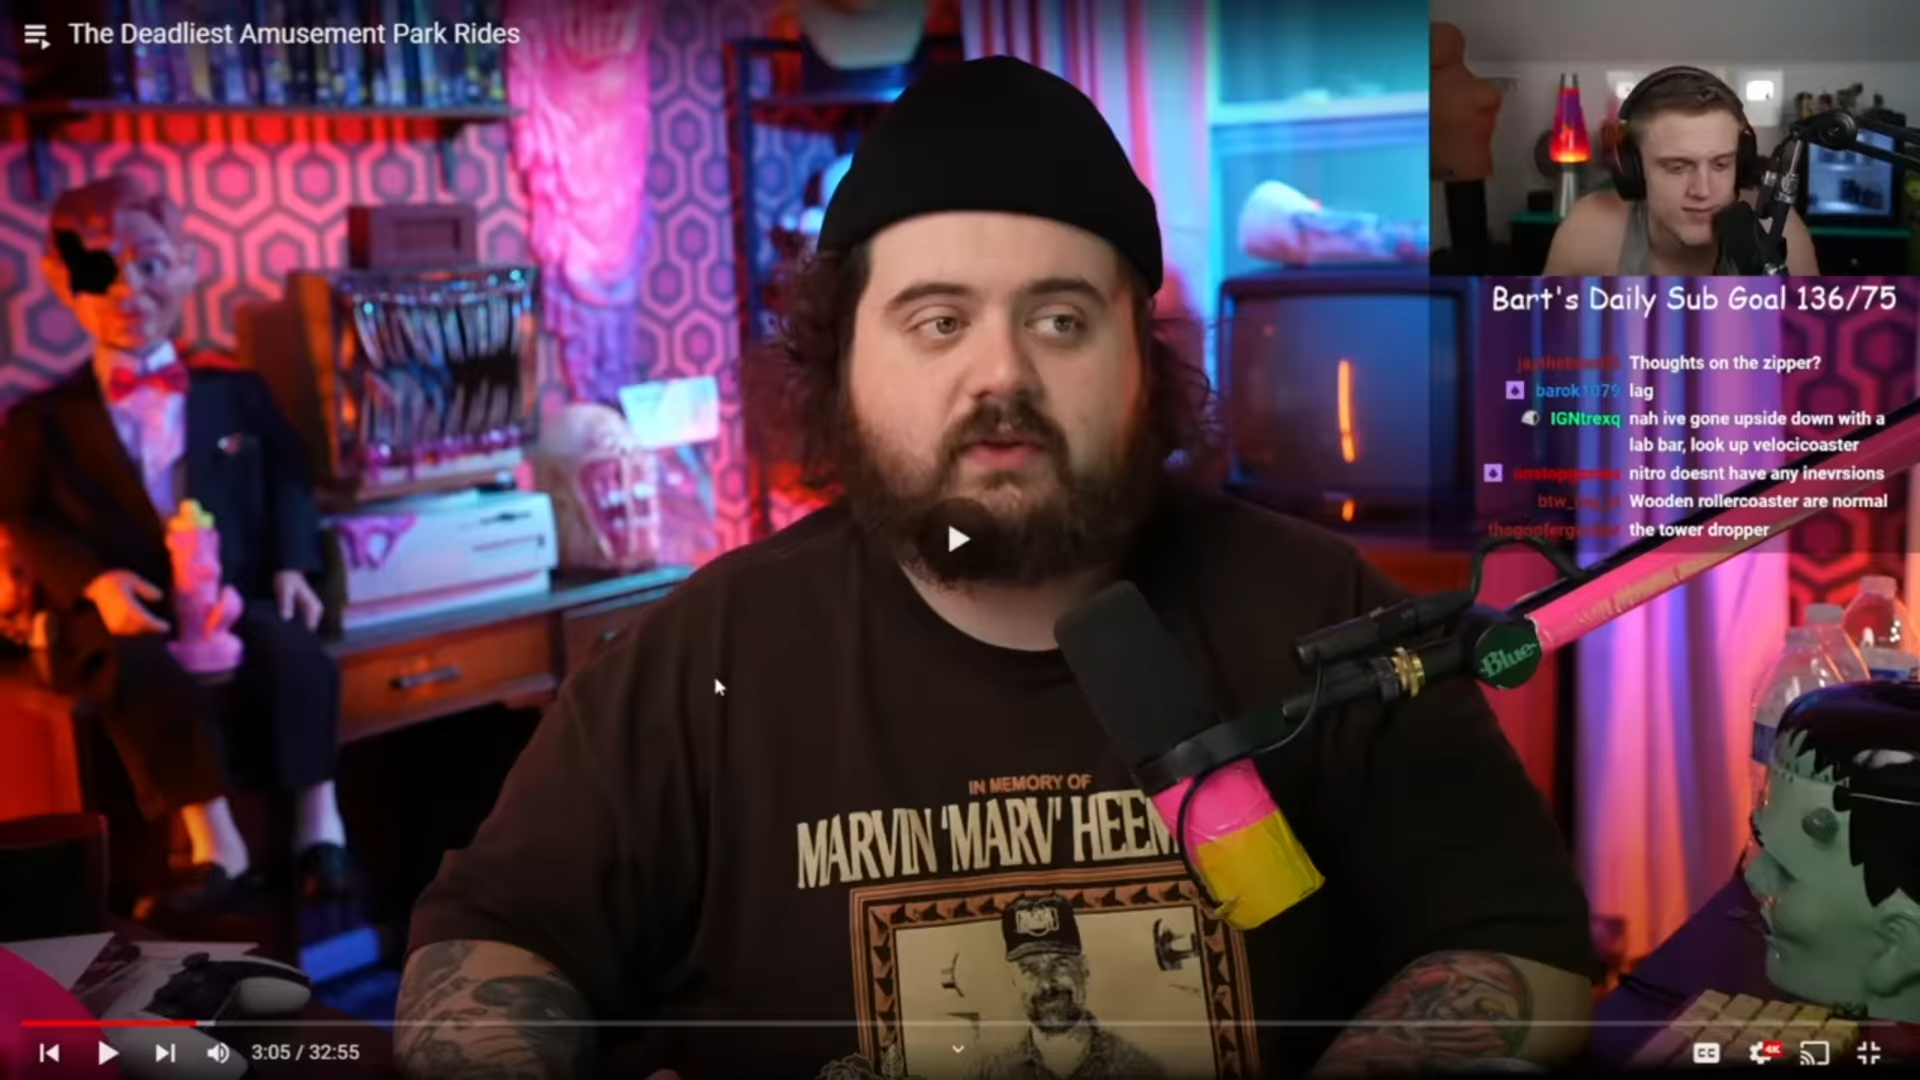 The Deadliest Amusement Park Rides
Bart's Daily Sub Goal 136/75
Thoughts on the zipper?
barok1079 lag
IGNtrexq nah ive gone upside down with a
lab bar, look up velocicoaster
nitro doesnt have any inevrsions
Wooden rollercoaster are normal
the tower dropper
Blue
IN MEMORY OF
MARVIN 'MARV' HEEM
3:05 / 32:55
CC
4K